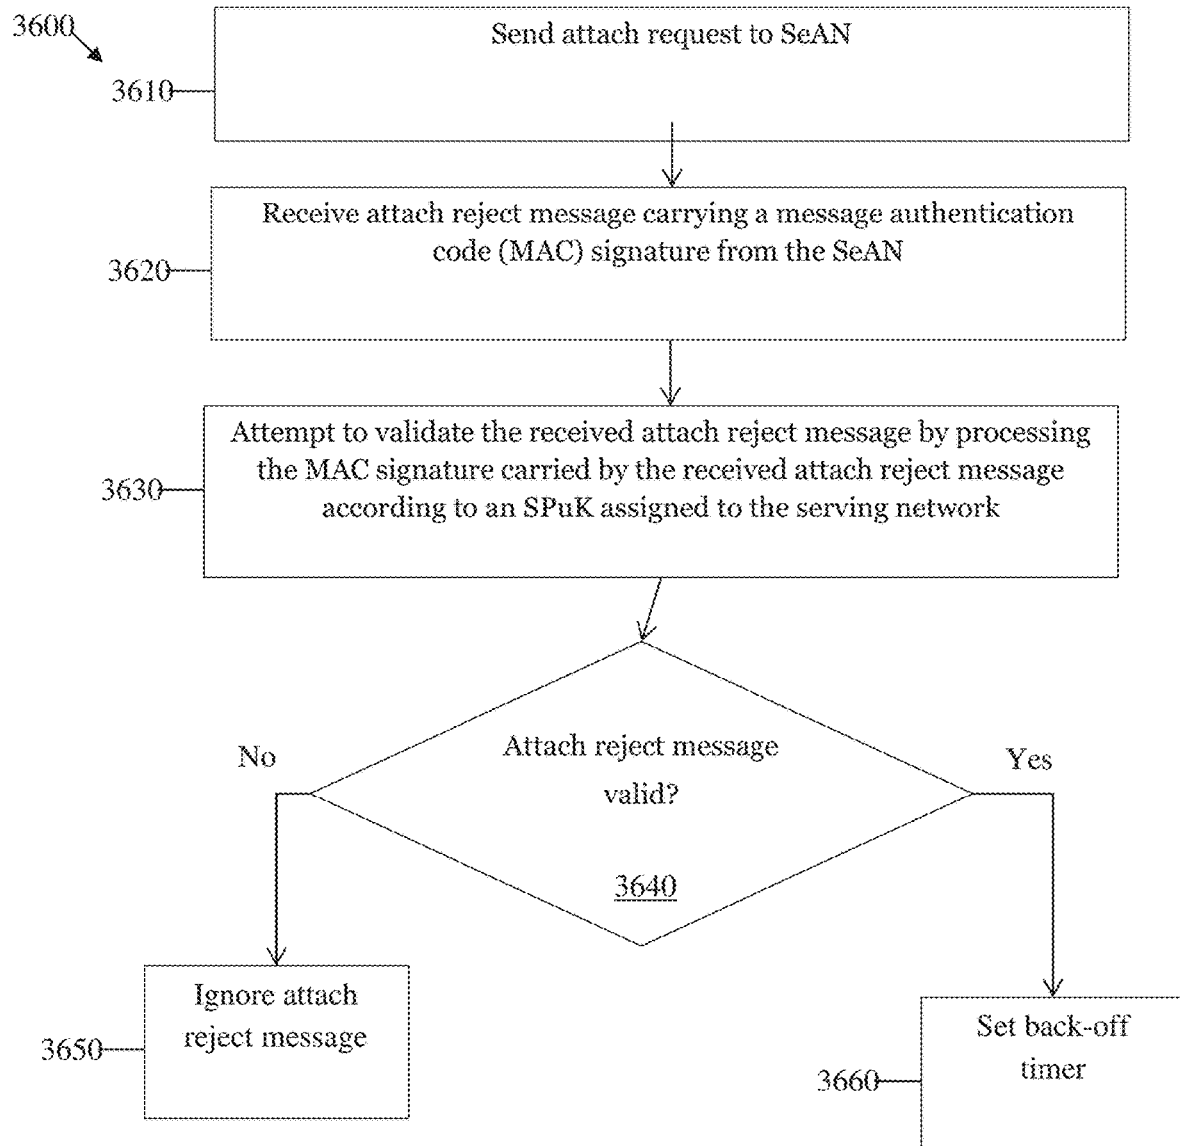 3600
Send attach request to SeAN
3610
Receive attach reject message carrying a message authentication
code (MAC) signature from the SeAN
3620
Attempt to validate the received attach reject message by processing
the MAC signature carried by the received attach reject message
according to an SPuK assigned to the serving network
3630
No
Attach reject message
valid?
Yes
3640
Ignore attach
reject message
3650
Set back-off
timer
3660